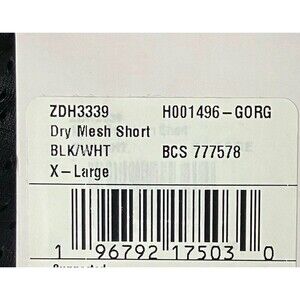 ZDH3339 H001496-GORG
Dry Mesh Short
BLK/WHT BCS 777578
X-Large
1 96792 17503 0